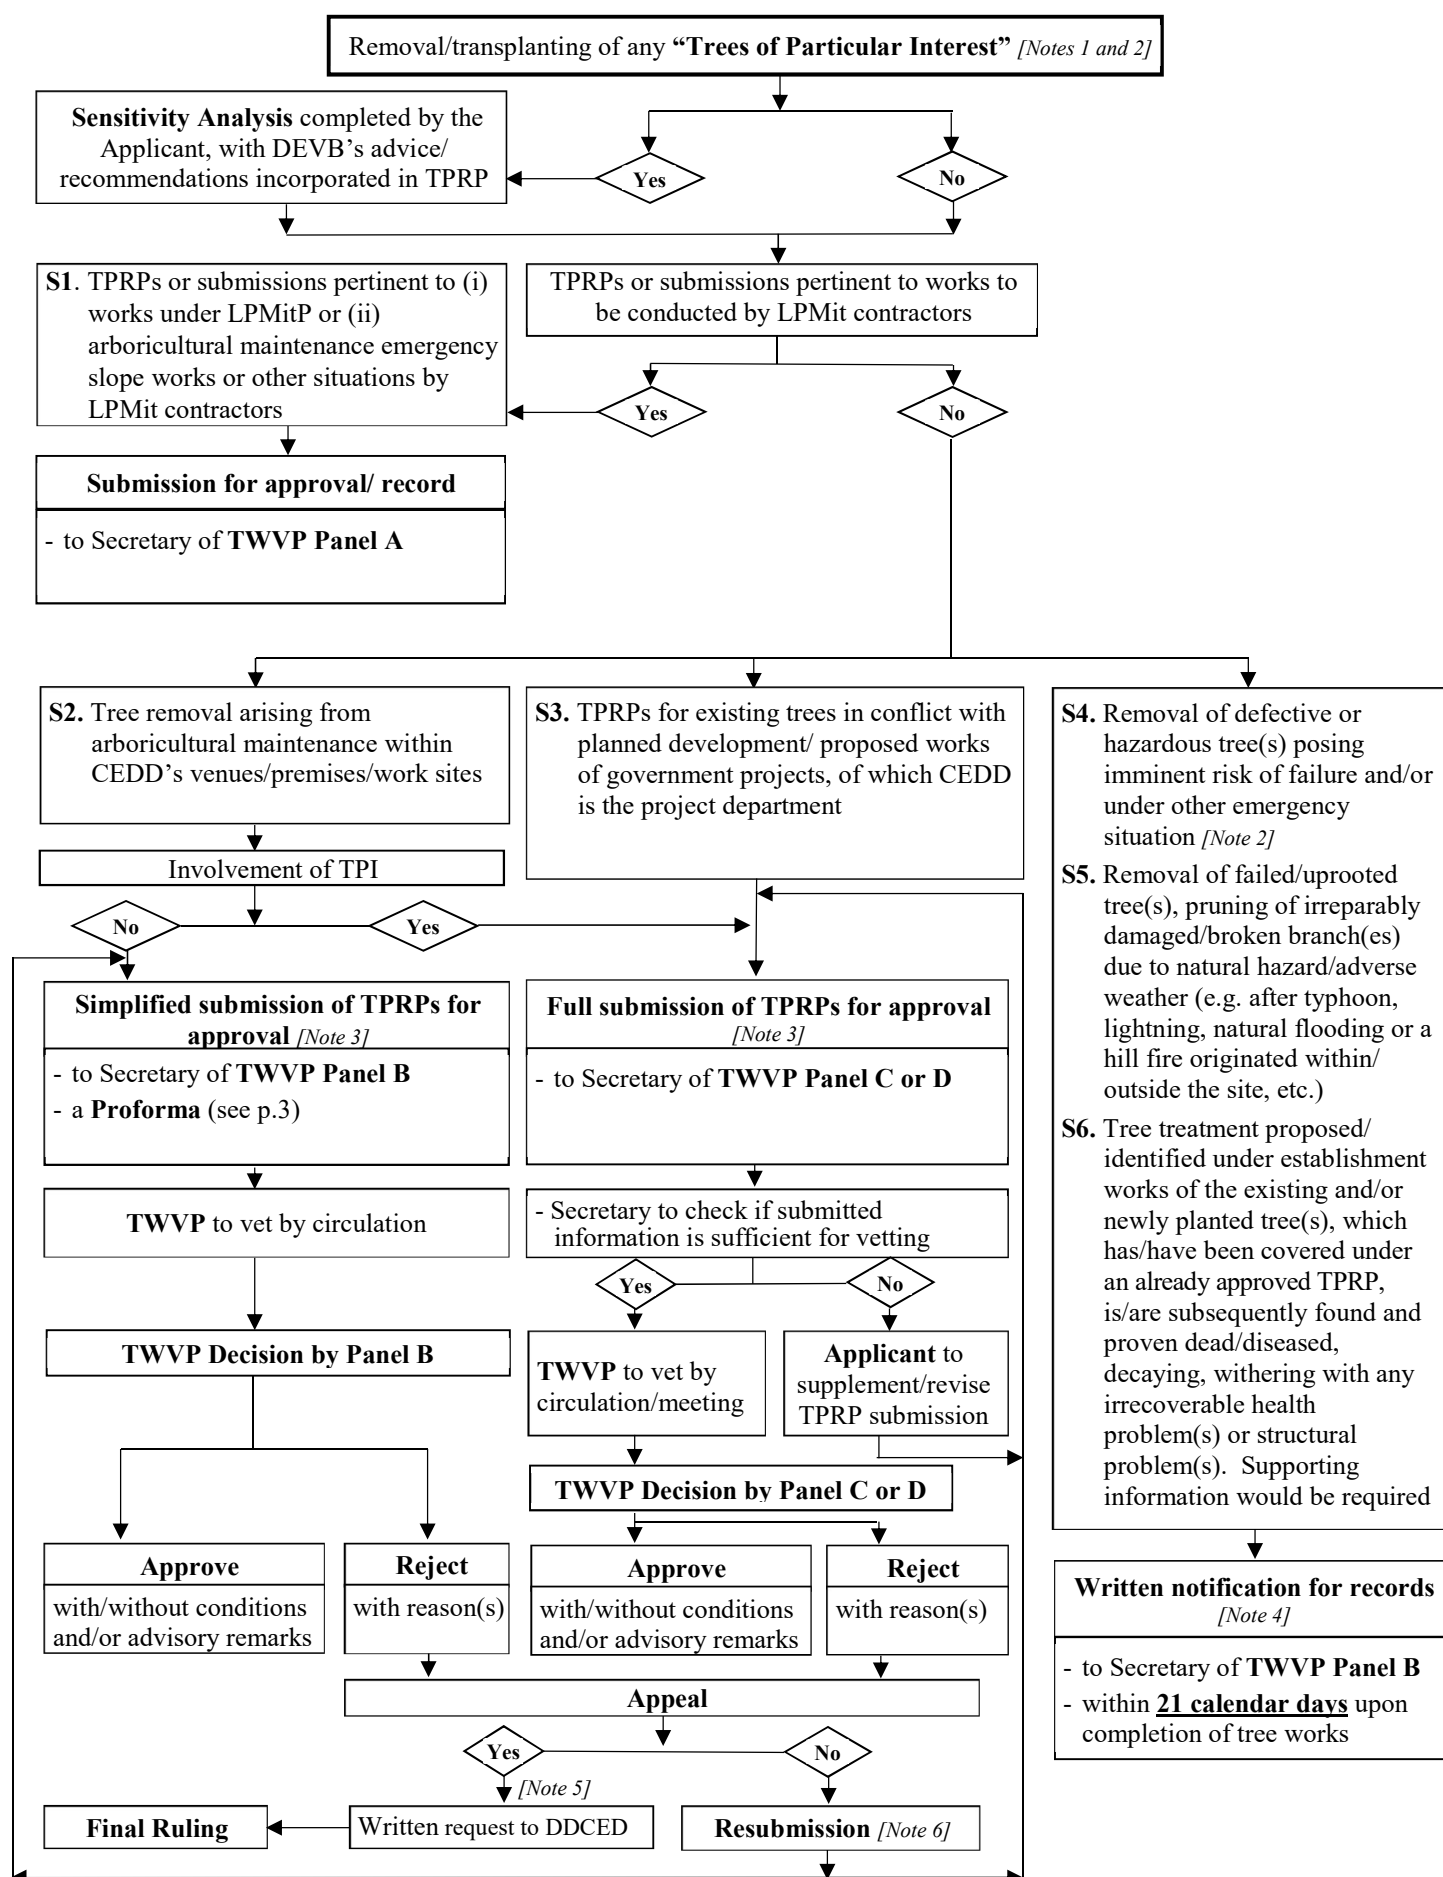 Removal/transplanting of any “Trees of Particular Interest” [Notes 1 and 2]
Sensitivity Analysis completed by the
Applicant, with DEVB’s advice/
recommendations incorporated in TPRP
Yes
No
S1. TPRPs or submissions pertinent to (i)
works under LPMitP or (ii)
arboricultural maintenance emergency
slope works or other situations by
LPMit contractors
TPRPs or submissions pertinent to works to
be conducted by LPMit contractors
Yes
No
Submission for approval/ record
- to Secretary of TWVP Panel A
S2. Tree removal arising from
arboricultural maintenance within
CEDD’s venues/premises/work sites
Involvement of TPI
No
Yes
S3. TPRPs for existing trees in conflict with
planned development/ proposed works
of government projects, of which CEDD
is the project department
S4. Removal of defective or
hazardous tree(s) posing
imminent risk of failure and/or
under other emergency
situation [Note 2]
S5. Removal of failed/uprooted
tree(s), pruning of irreparably
damaged/broken branch(es)
due to natural hazard/adverse
weather (e.g. after typhoon,
lightning, natural flooding or a
hill fire originated within/
outside the site, etc.)
S6. Tree treatment proposed/
identified under establishment
works of the existing and/or
newly planted tree(s), which
has/have been covered under
an already approved TPRP,
is/are subsequently found and
proven dead/diseased,
decaying, withering with any
irrecoverable health
problem(s) or structural
problem(s). Supporting
information would be required
Simplified submission of TPRPs for
approval [Note 3]
- to Secretary of TWVP Panel B
- a Proforma (see p.3)
TWVP to vet by circulation
TWVP Decision by Panel B
Approve
with/without conditions
and/or advisory remarks
Reject
with reason(s)
Full submission of TPRPs for approval
[Note 3]
- to Secretary of TWVP Panel C or D
- Secretary to check if submitted
information is sufficient for vetting
Yes
No
TWVP to vet by
circulation/meeting
Applicant to
supplement/revise
TPRP submission
TWVP Decision by Panel C or D
Approve
with/without conditions
and/or advisory remarks
Reject
with reason(s)
Written notification for records
[Note 4]
- to Secretary of TWVP Panel B
- within 21 calendar days upon
completion of tree works
Appeal
Yes
No
[Note 5]
Final Ruling
Written request to DDCED
Resubmission [Note 6]